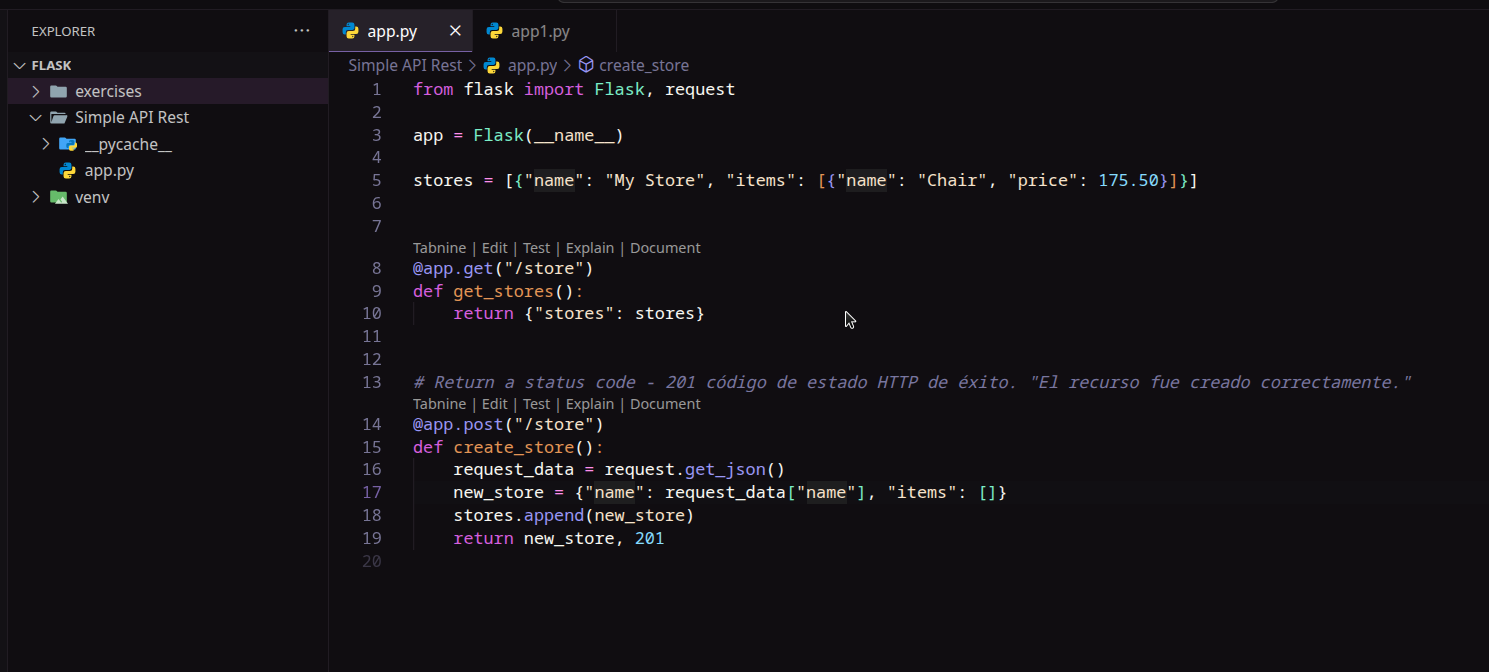 EXPLORER ···
FLASK
exercises
Simple API Rest
__pycache__
app.py
venv
app.py app1.py
Simple API Rest > app.py > create_store
1 from flask import Flask, request
2
3 app = Flask(__name__)
4
5 stores = [{"name": "My Store", "items": [{"name": "Chair", "price": 175.50}]}]
6
7
Tabnine | Edit | Test | Explain | Document
8 @app.get("/store")
9 def get_stores():
10     return {"stores": stores}
11
12
13 # Return a status code - 201 código de estado HTTP de éxito. "El recurso fue creado correctamente."
Tabnine | Edit | Test | Explain | Document
14 @app.post("/store")
15 def create_store():
16     request_data = request.get_json()
17     new_store = {"name": request_data["name"], "items": []}
18     stores.append(new_store)
19     return new_store, 201
20